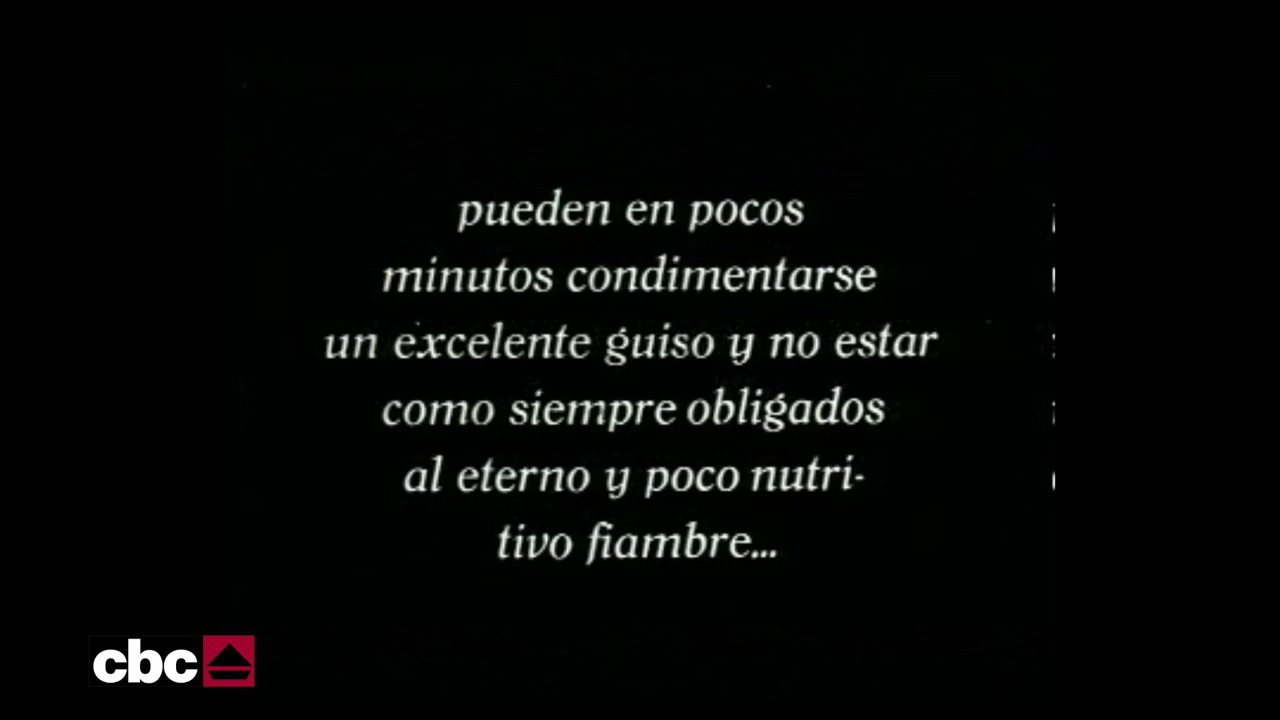 pueden en pocos
minutos condimentarse
un excelente guiso y no estar
como siempre obligados
al eterno y poco nutri-
tivo fiambre...
cbc